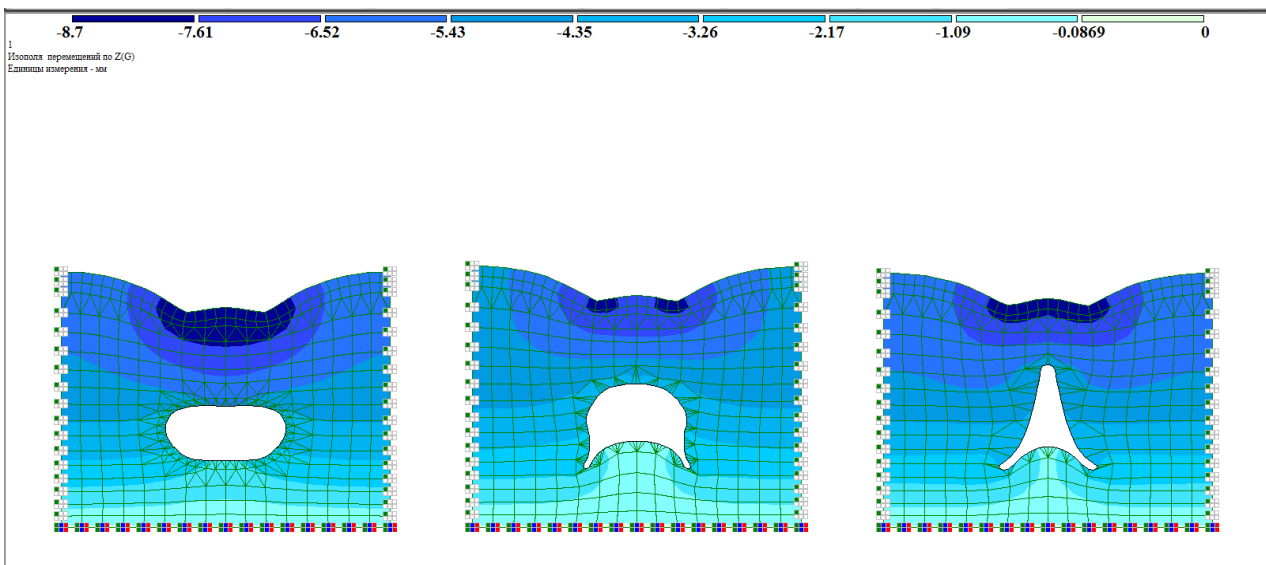 -8.7 -7.61 -6.52 -5.43 -4.35 -3.26 -2.17 -1.09 -0.0869 0
1
Изополя перемещений по Z(G)
Единицы измерения - мм